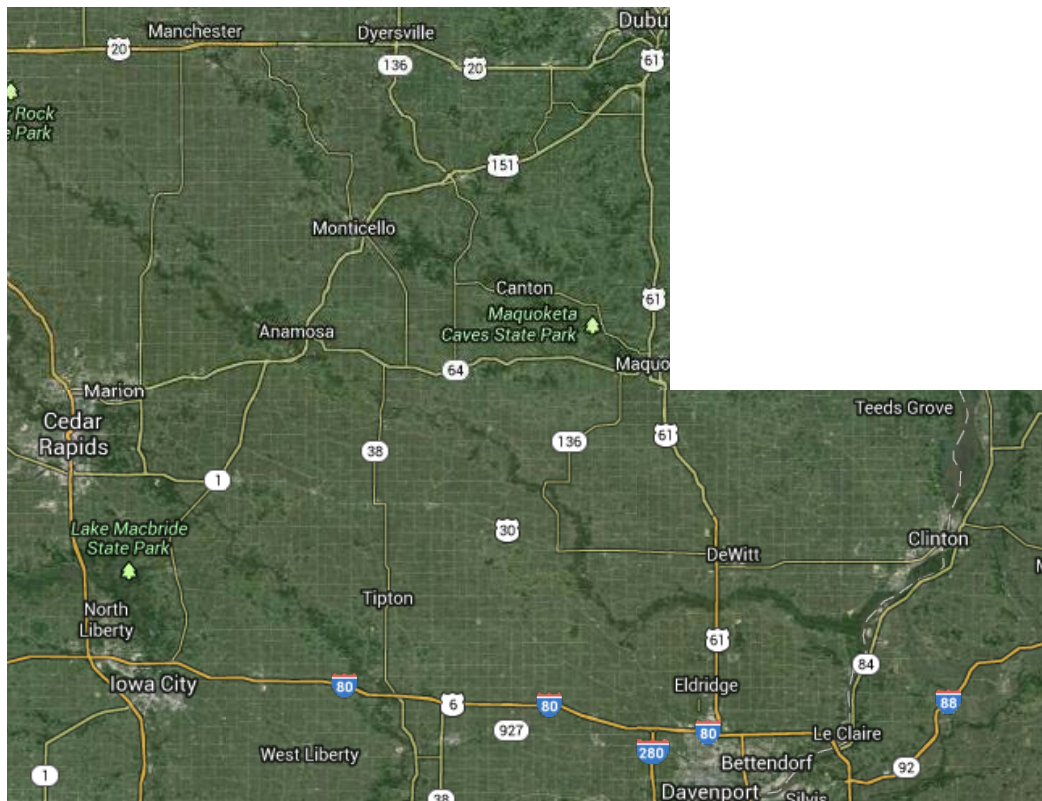 Dubu
Manchester
Dyersville
20
136
20
61
r Rock
e Park
151
Monticello
Canton
61
Maquoketa
Caves State Park
Anamosa
64
Maquo
Marion
Teeds Grove
Cedar
Rapids
136
61
38
1
30
Lake Macbride
State Park
Clinton
DeWitt
M
Tipton
North
Liberty
61
84
Iowa City
80
Eldridge
6
80
88
927
80
Le Claire
280
West Liberty
Bettendorf
92
1
Davenport
Silvis
38